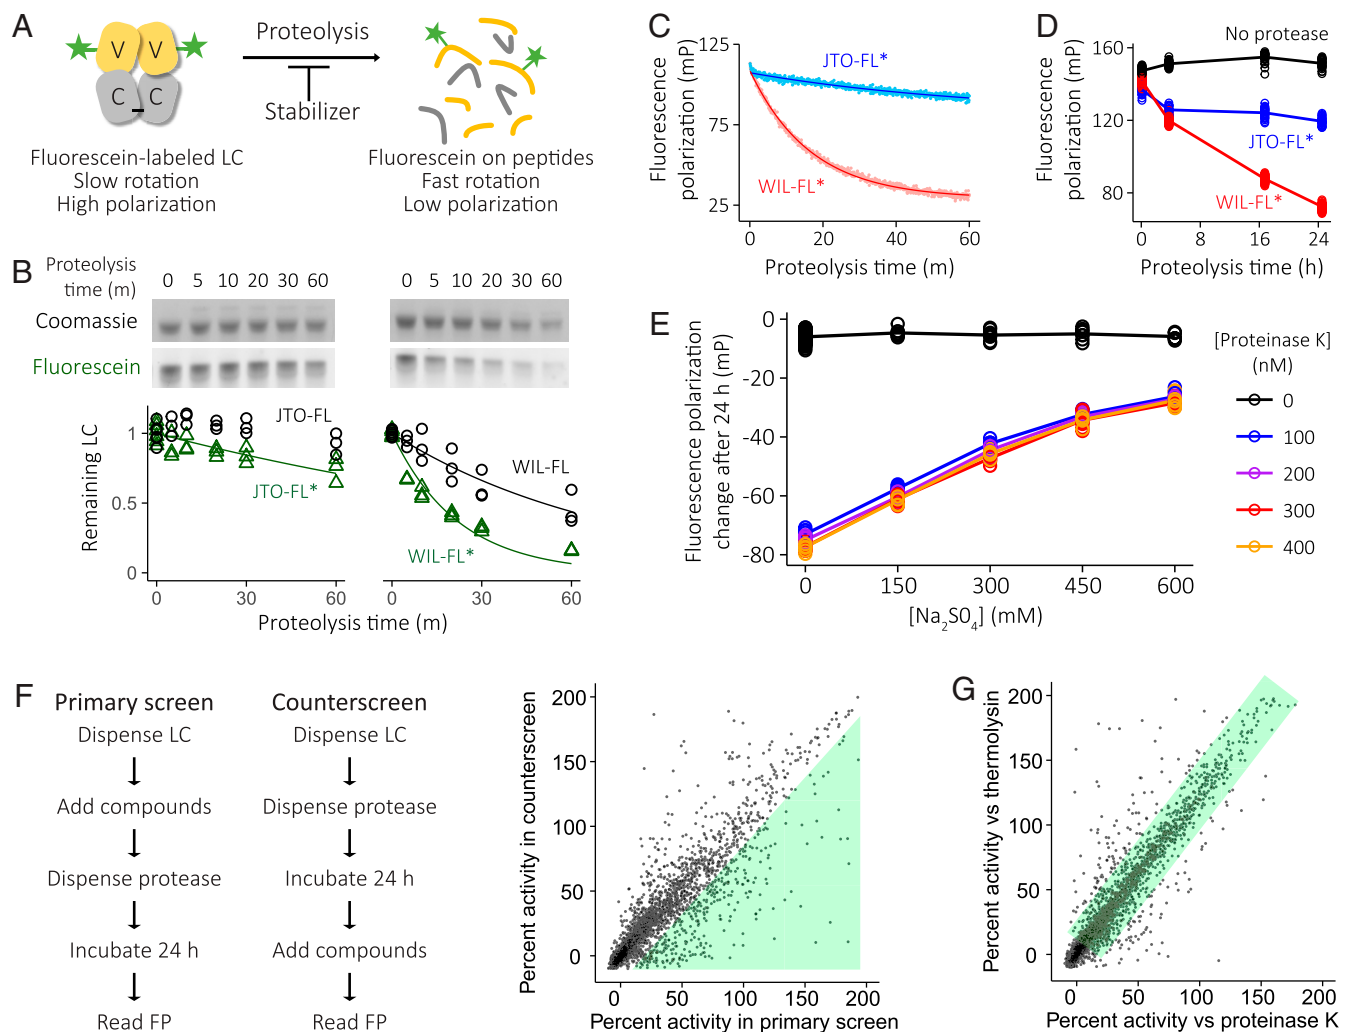 A
V V
C C
Proteolysis
Stabilizer
Fluorescein-labeled LC
Slow rotation
High polarization
Fluorescein on peptides
Fast rotation
Low polarization
B
Proteolysis time (m)
0 5 10 20 30 60
0 5 10 20 30 60
Coomassie
Fluorescein
Remaining LC
1
0.5
0
JTO-FL
JTO-FL*
WIL-FL
WIL-FL*
0 30 60
0 30 60
Proteolysis time (m)
C
Fluorescence
polarization (mP)
125
75
25
JTO-FL*
WIL-FL*
0 20 40 60
Proteolysis time (m)
D
Fluorescence
polarization (mP)
160
120
80
No protease
JTO-FL*
WIL-FL*
0 8 16 24
Proteolysis time (h)
E
Fluorescence polarization
change after 24 h (mP)
0
-20
-40
-60
-80
0 150 300 450 600
[Na2SO4] (mM)
[Proteinase K]
(nM)
0
100
200
300
400
F
Primary screen
Dispense LC
Add compounds
Dispense protease
Incubate 24 h
Read FP
Counterscreen
Dispense LC
Dispense protease
Incubate 24 h
Add compounds
Read FP
Percent activity in counterscreen
200
150
100
50
0
0 50 100 150 200
Percent activity in primary screen
G
Percent activity vs thermolysin
200
150
100
50
0
0 50 100 150 200
Percent activity vs proteinase K